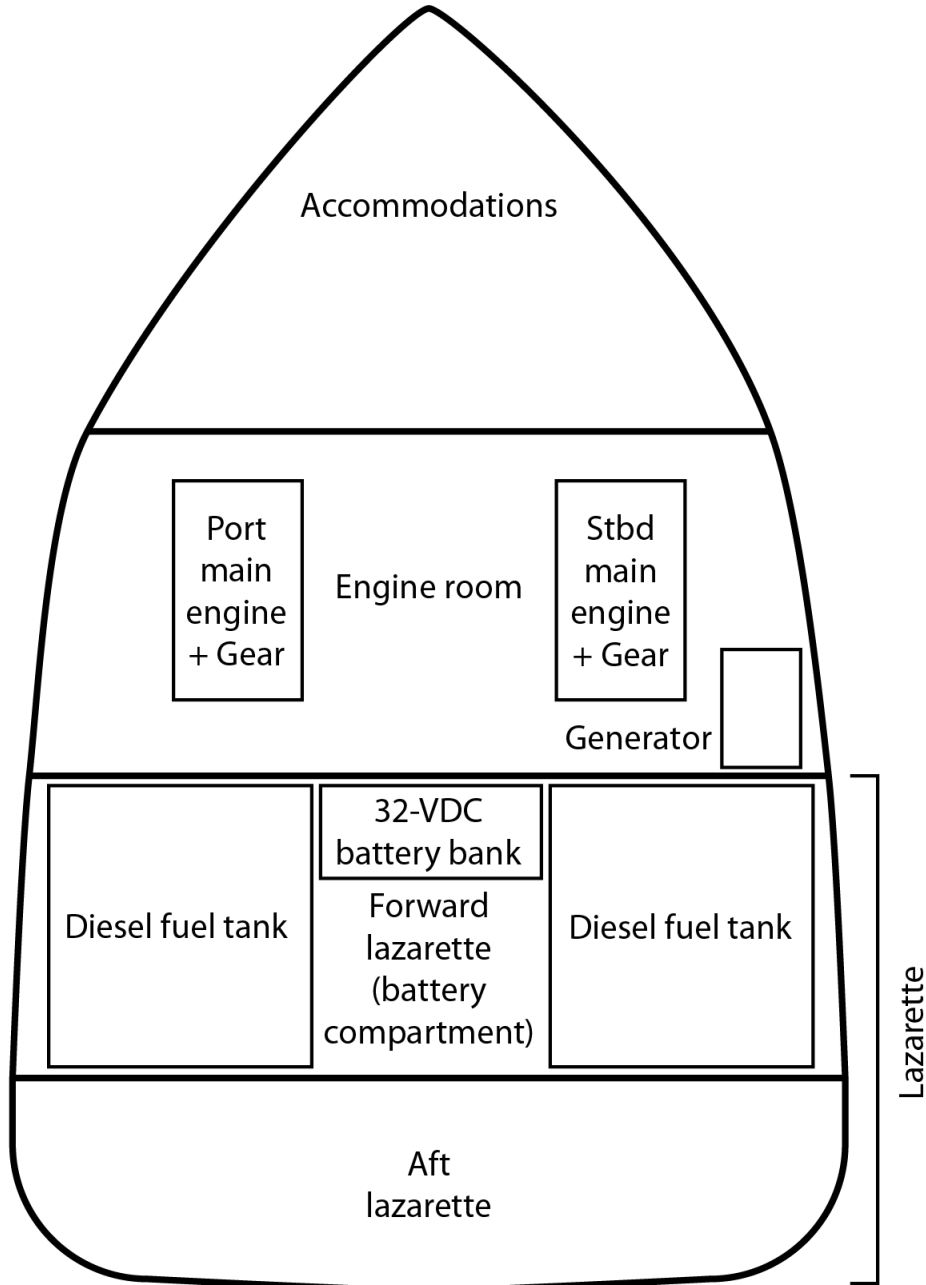 Accommodations
Port
main
engine
+ Gear
Engine room
Stbd
main
engine
+ Gear
Generator
32-VDC
battery bank
Diesel fuel tank
Forward
lazarette
(battery
compartment)
Diesel fuel tank
Lazarette
Aft
lazarette